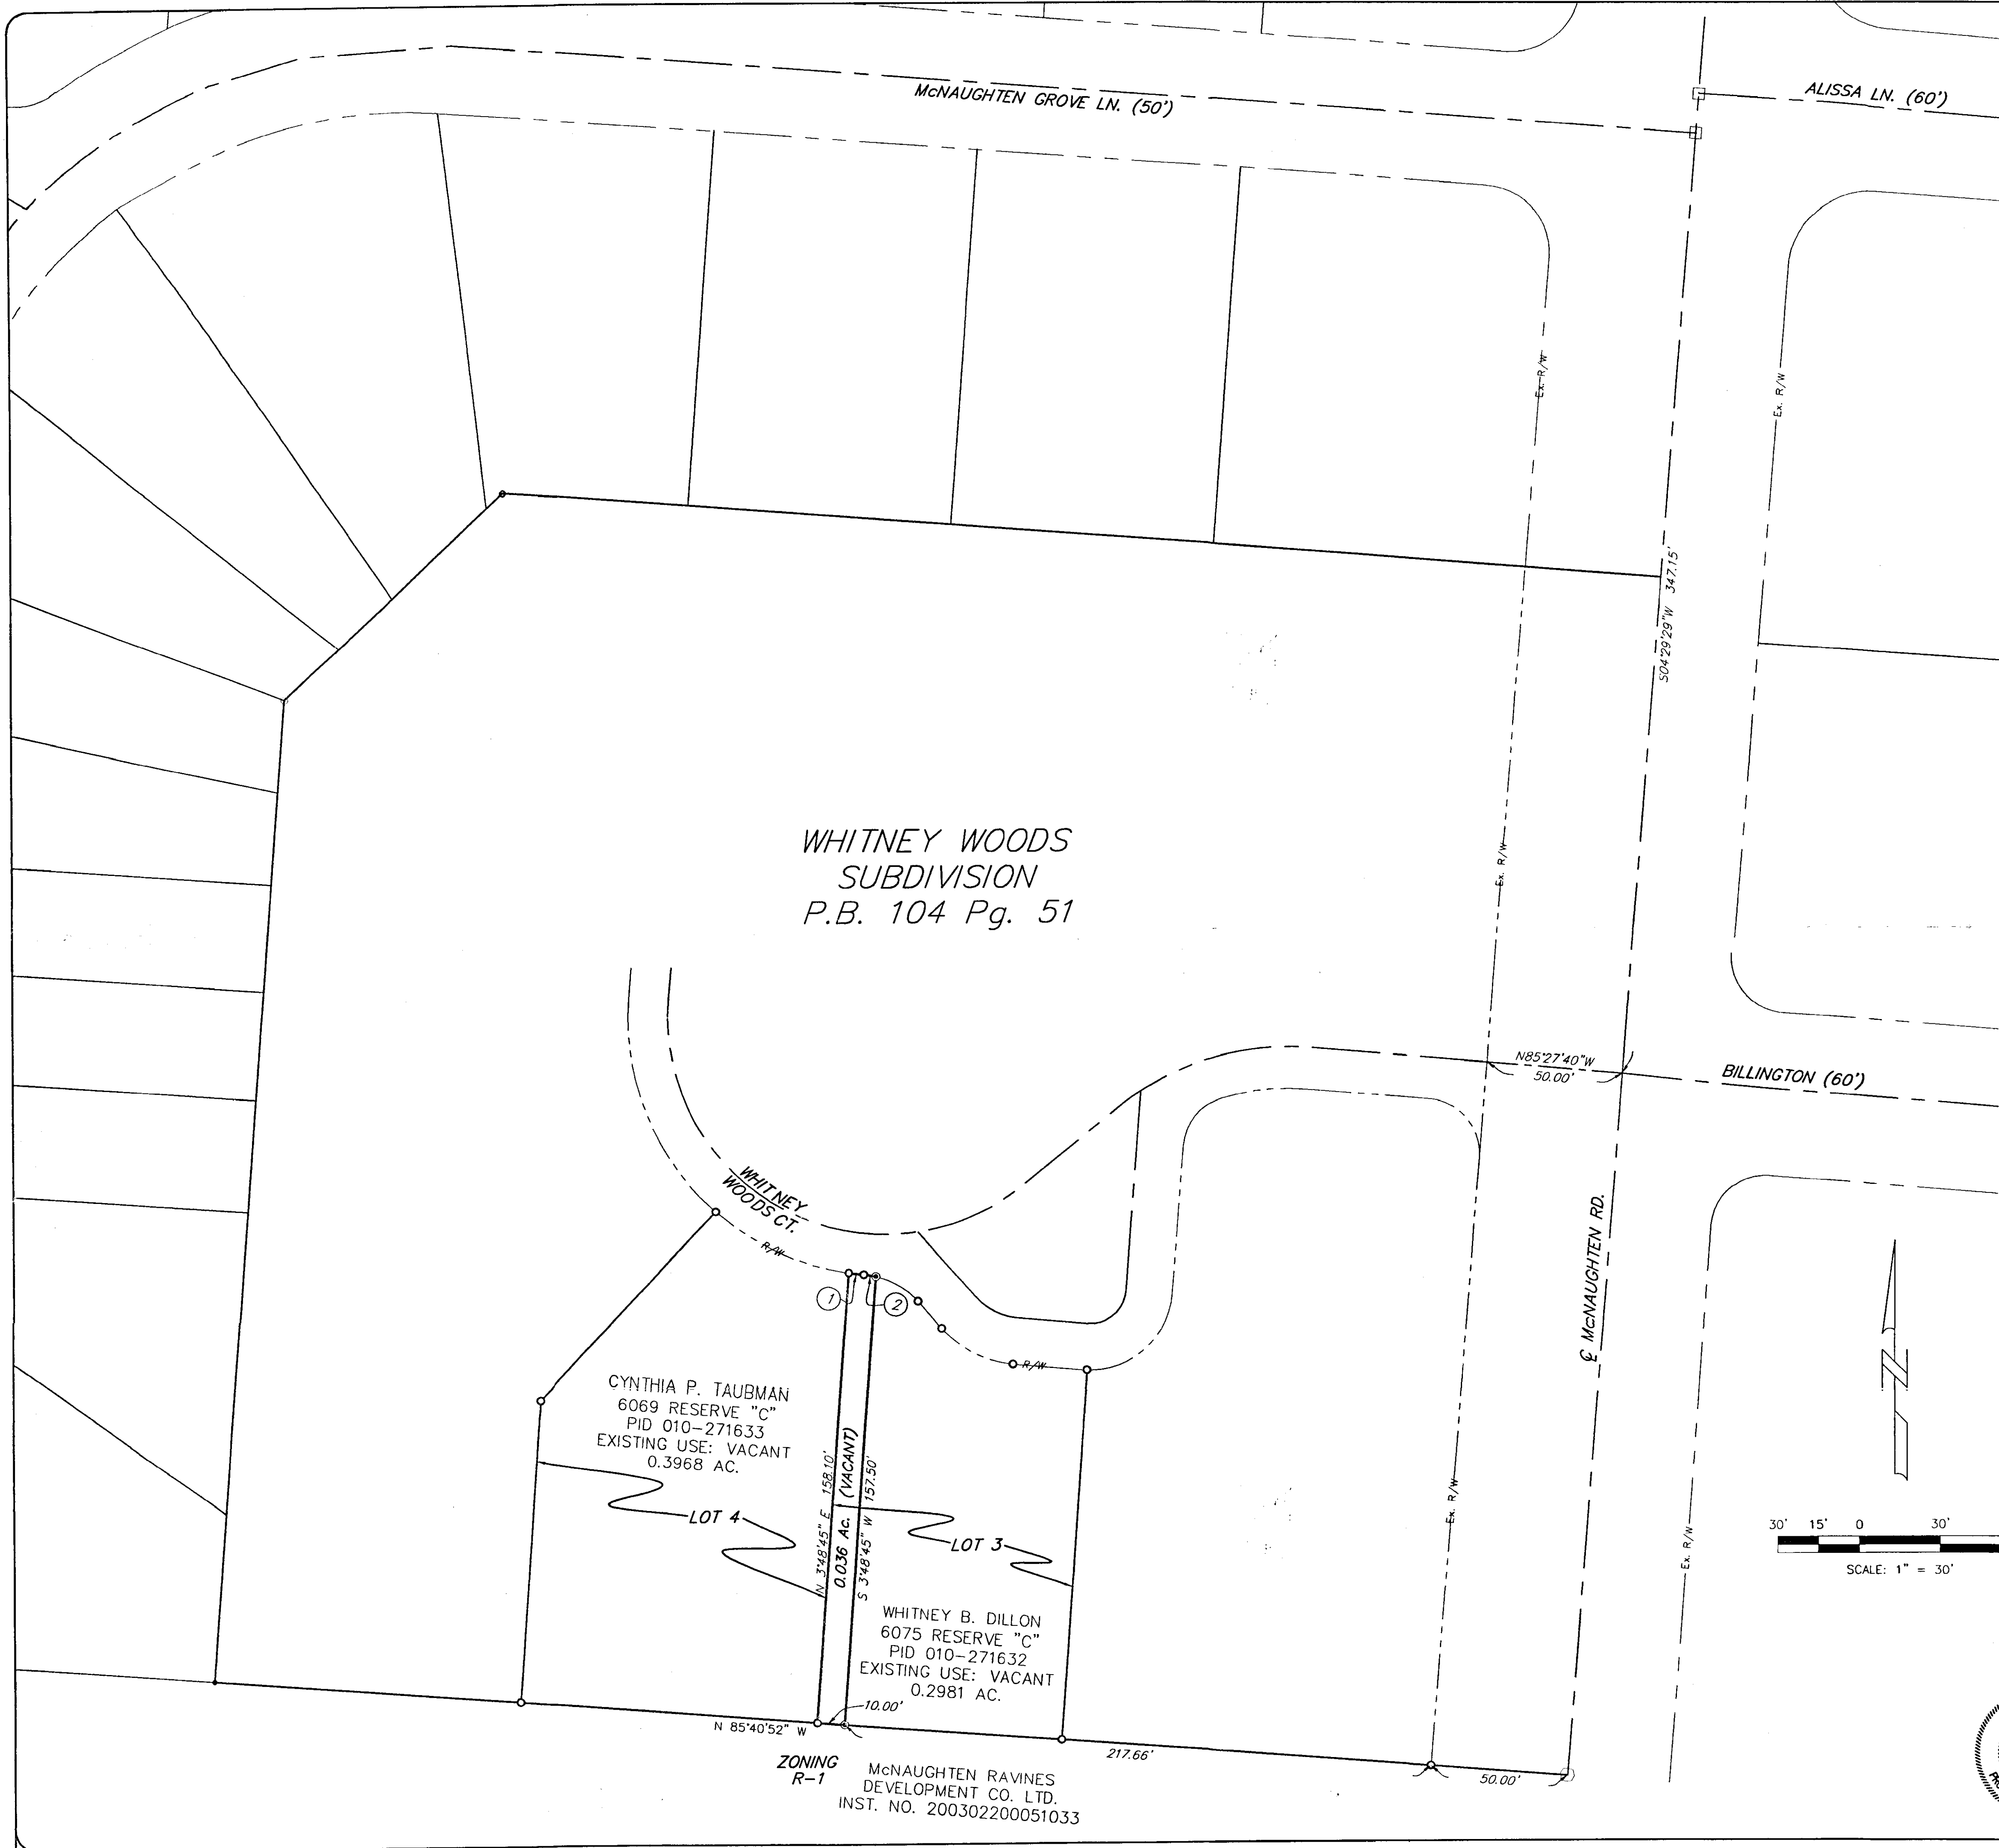 McNAUGHTEN GROVE LN. (50')
ALISSA LN. (60')
Ex. R/W
Ex. R/W
S04°29'29"W 347.15'
WHITNEY WOODS
SUBDIVISION
P.B. 104 Pg. 51
Ex. R/W
N85°27'40"W
50.00'
BILLINGTON (60')
WHITNEY
WOODS CT.
R/W
1
2
R/W
℄ McNAUGHTEN RD.
CYNTHIA P. TAUBMAN
6069 RESERVE "C"
PID 010-271633
EXISTING USE: VACANT
0.3968 AC.
LOT 4
N 3°48'45" E 158.10'
0.036 Ac. (VACANT)
S 3°48'45" W 157.50'
LOT 3
Ex. R/W
Ex. R/W
30' 15' 0 30'
SCALE: 1" = 30'
WHITNEY B. DILLON
6075 RESERVE "C"
PID 010-271632
EXISTING USE: VACANT
0.2981 AC.
10.00'
N 85°40'52" W
217.66'
50.00'
ZONING
R-1
McNAUGHTEN RAVINES
DEVELOPMENT CO. LTD.
INST. NO. 200302200051033